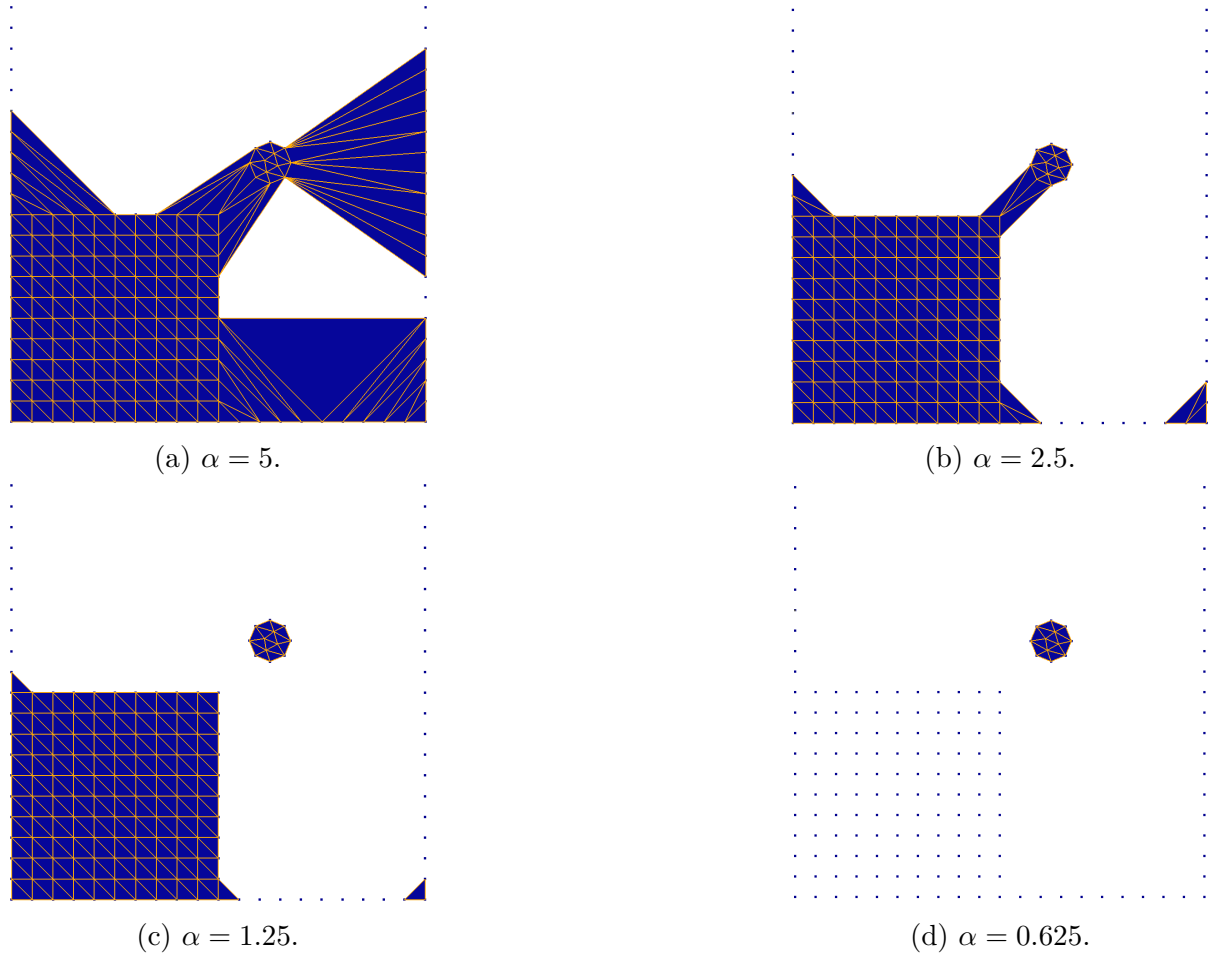 (a) α = 5.
(b) α = 2.5.
(c) α = 1.25.
(d) α = 0.625.